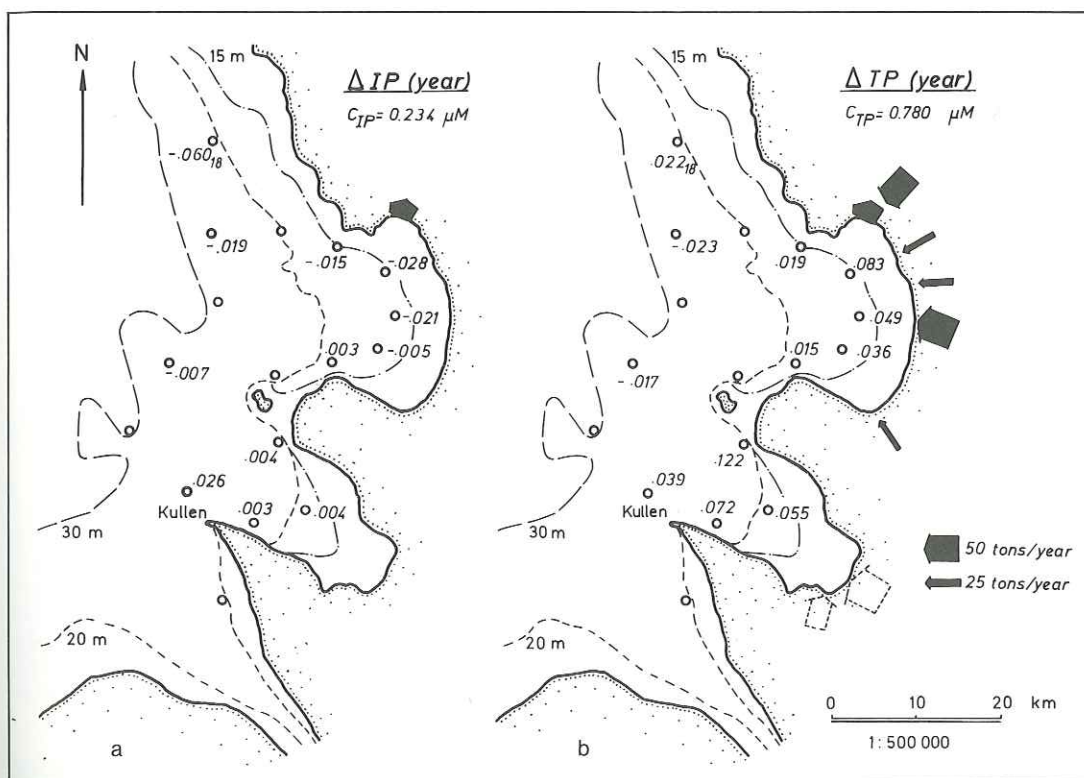 N
15 m
Δ IP (year)
C_IP = 0.234 µM
-.060 18
-.019
-.015
-.028
-.021
-.005
.003
-.007
.004
.026
Kullen
.003
.004
30 m
20 m
a
15 m
Δ TP (year)
C_TP = 0.780 µM
.022 18
-.023
.019
.083
.049
.036
.015
-.017
.122
.039
Kullen
.072
.055
30 m
50 tons/year
25 tons/year
20 m
0 10 20 km
1:500 000
b